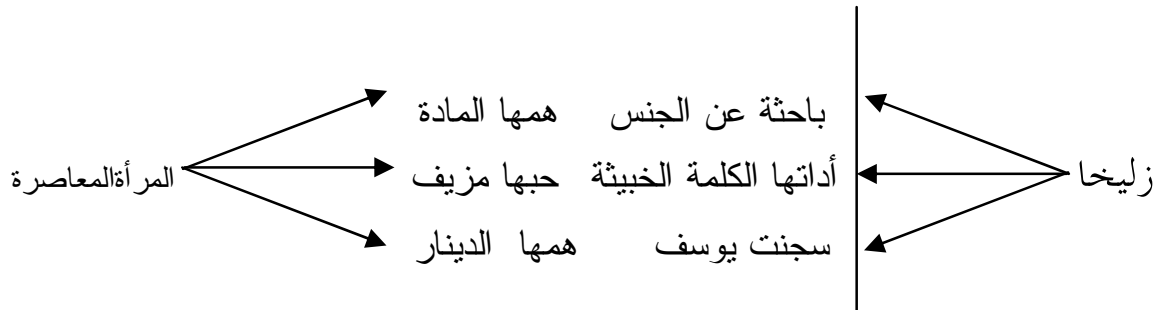 باحثة عن الجنس همها المادة
زليخا أداتها الكلمة الخبيثة حبها مزيف المرأةالمعاصرة
سجنت يوسف همها الدينار